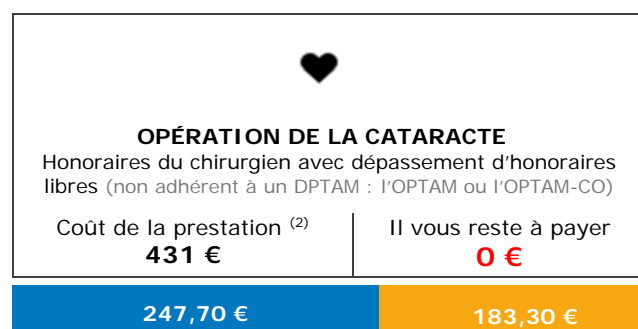 OPÉRATION DE LA CATARACTE
Honoraires du chirurgien avec dépassement d'honoraires
libres (non adhérent à un DPTAM : l'OPTAM ou l'OPTAM-CO)
Coût de la prestation (2)
431 €
Il vous reste à payer
0 €
247,70 €
183,30 €